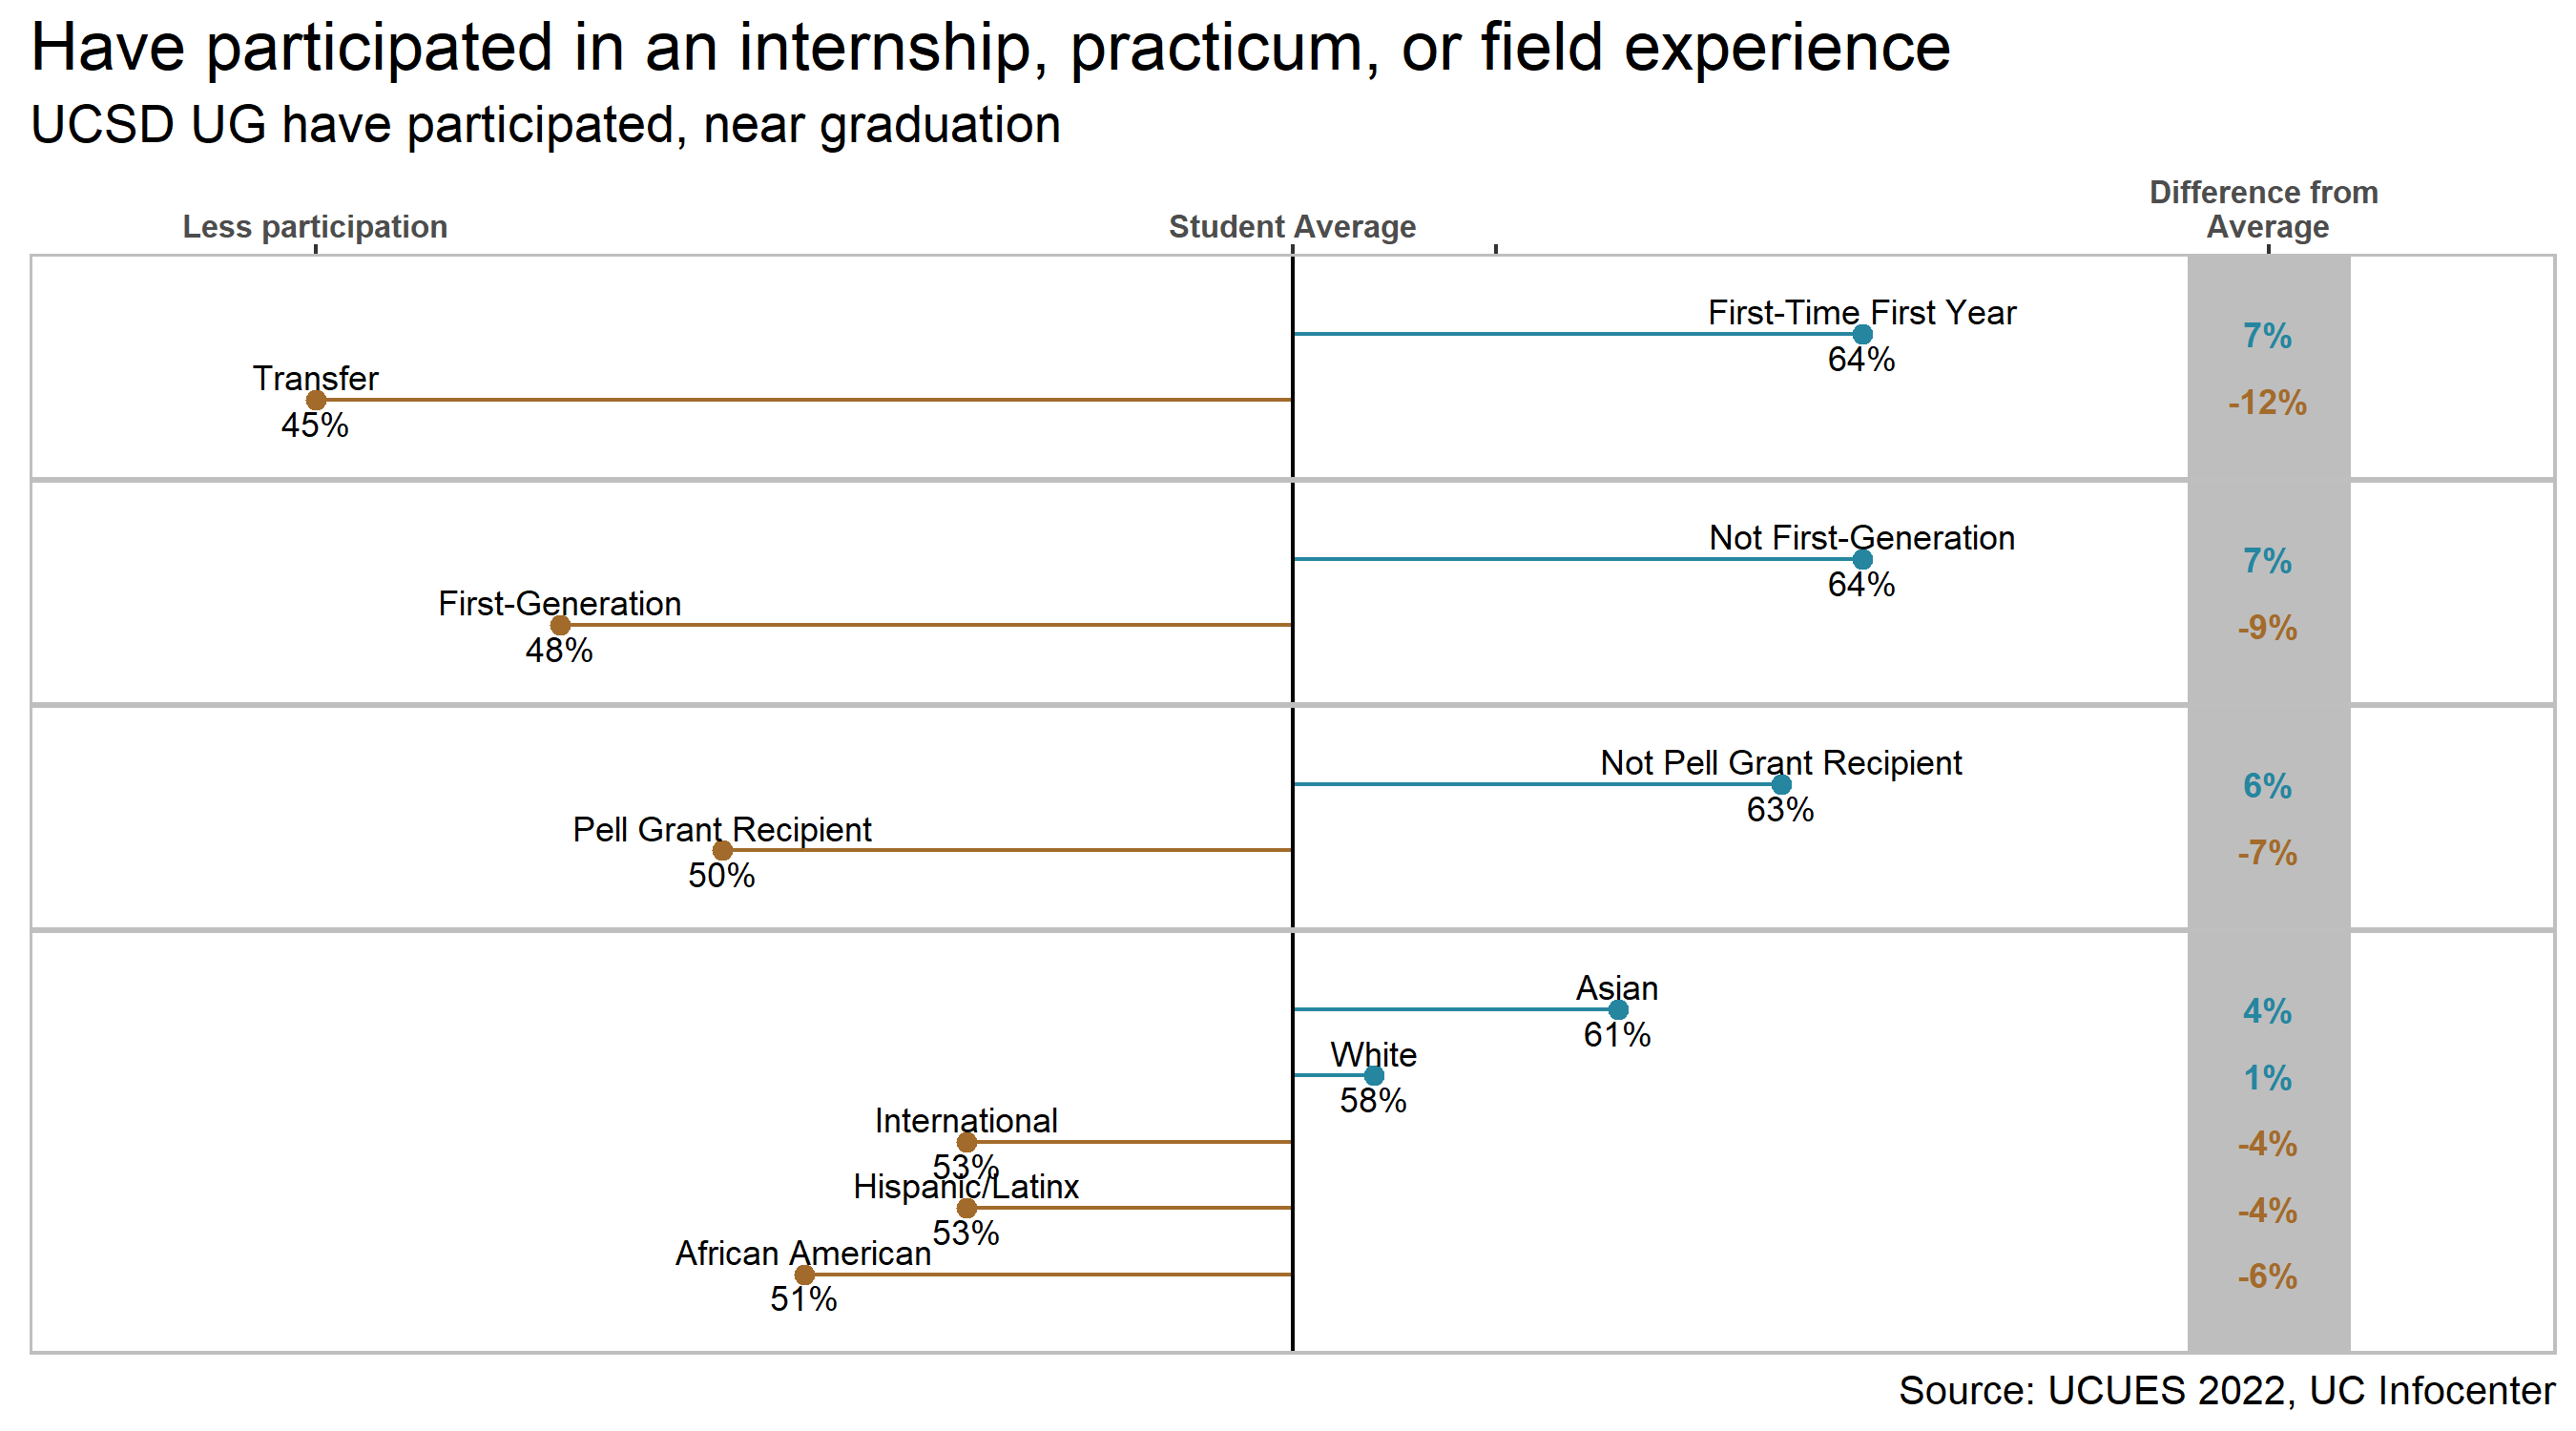 Have participated in an internship, practicum, or field experience
UCSD UG have participated, near graduation
Less participation
Student Average
Difference from
Average
First-Time First Year
64%
7%
Transfer
45%
-12%
Not First-Generation
64%
7%
First-Generation
48%
-9%
Not Pell Grant Recipient
63%
6%
Pell Grant Recipient
50%
-7%
Asian
61%
4%
White
58%
1%
International
53%
-4%
Hispanic/Latinx
53%
-4%
African American
51%
-6%
Source: UCUES 2022, UC Infocenter